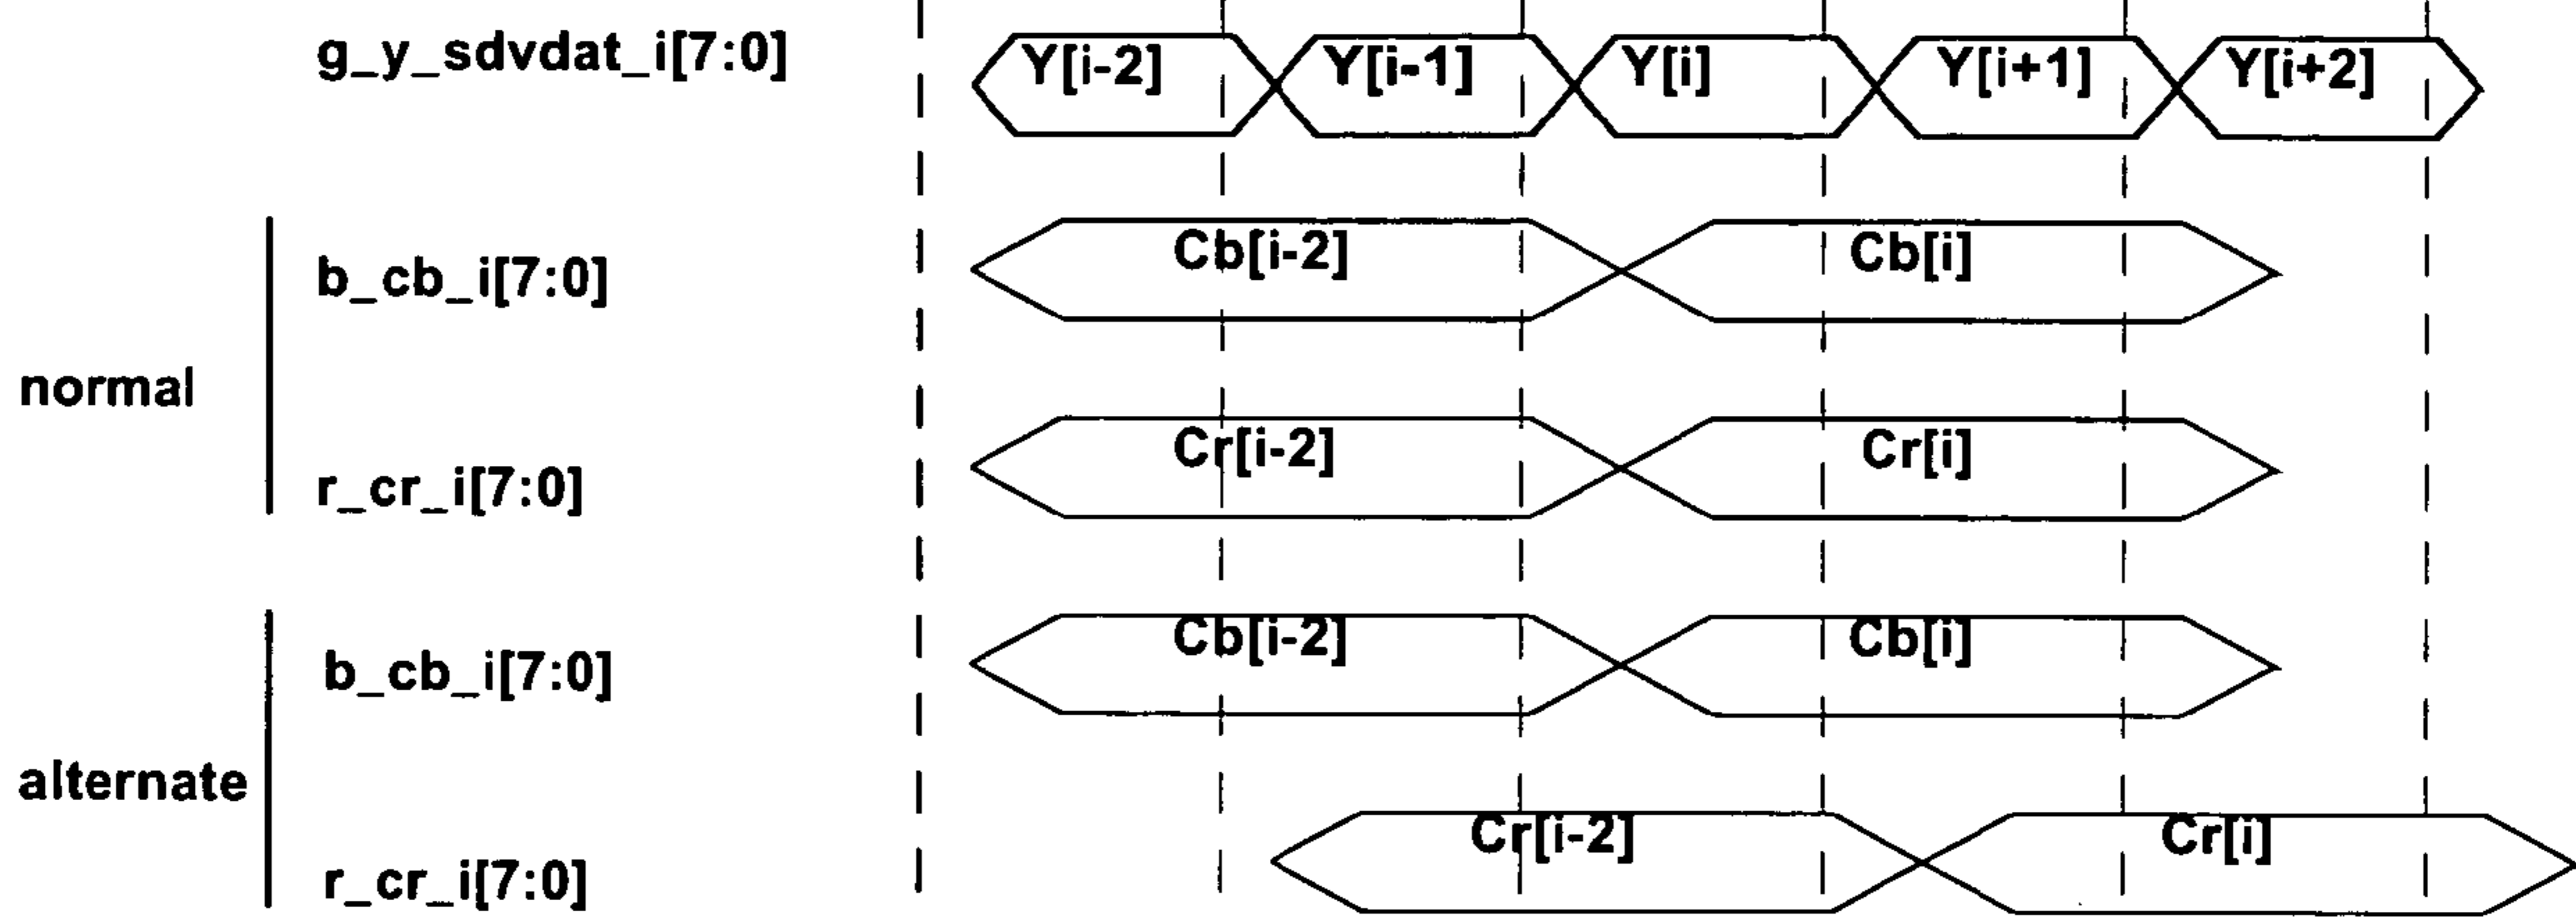 g_y_sdvdat_i[7:0] Y[i-2] Y[i-1] Y[i] Y[i+1] Y[i+2]
b_cb_i[7:0] Cb[i-2] Cb[i]
normal
r_cr_i[7:0] Cr[i-2] Cr[i]
b_cb_i[7:0] Cb[i-2] Cb[i]
alternate
r_cr_i[7:0] Cr[i-2] Cr[i]